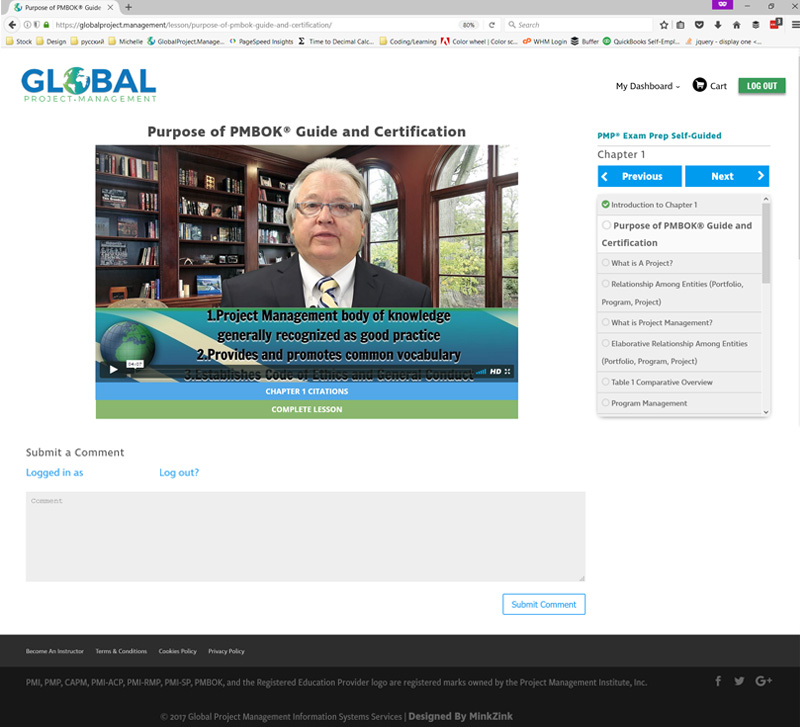 Purpose of PMBOK® Guide
https://globalproject.management/lesson/purpose-of-pmbok-guide-and-certification/
80%
Search
Stock
Design
русский
Michelle
GlobalProject.Manage...
PageSpeed Insights
Time to Decimal Calc...
Coding/Learning
Color wheel | Color sc...
WHM Login
Buffer
QuickBooks Self-Empl...
jquery - display one <...
GLOBAL
PROJECT•MANAGEMENT
My Dashboard
Cart
LOG OUT
Purpose of PMBOK® Guide and Certification
1.Project Management body of knowledge
generally recognized as good practice
2.Provides and promotes common vocabulary
3.Establishes Code of Ethics and General Conduct
04:07
HD
CHAPTER 1 CITATIONS
COMPLETE LESSON
PMP® Exam Prep Self-Guided
Chapter 1
Previous
Next
Introduction to Chapter 1
Purpose of PMBOK® Guide and
Certification
What is A Project?
Relationship Among Entities (Portfolio,
Program, Project)
What is Project Management?
Elaborative Relationship Among Entities
(Portfolio, Program, Project)
Table 1 Comparative Overview
Program Management
Submit a Comment
Logged in as
Log out?
Comment
Submit Comment
Become An Instructor
Terms & Conditions
Cookies Policy
Privacy Policy
PMI, PMP, CAPM, PMI-ACP, PMI-RMP, PMI-SP, PMBOK, and the Registered Education Provider logo are registered marks owned by the Project Management Institute, Inc.
© 2017 Global Project Management Information Systems Services | Designed By MinkZink